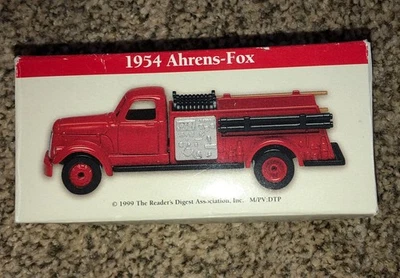 1954 Ahrens-Fox
© 1999 The Reader's Digest Association, Inc. M/PV/DTP